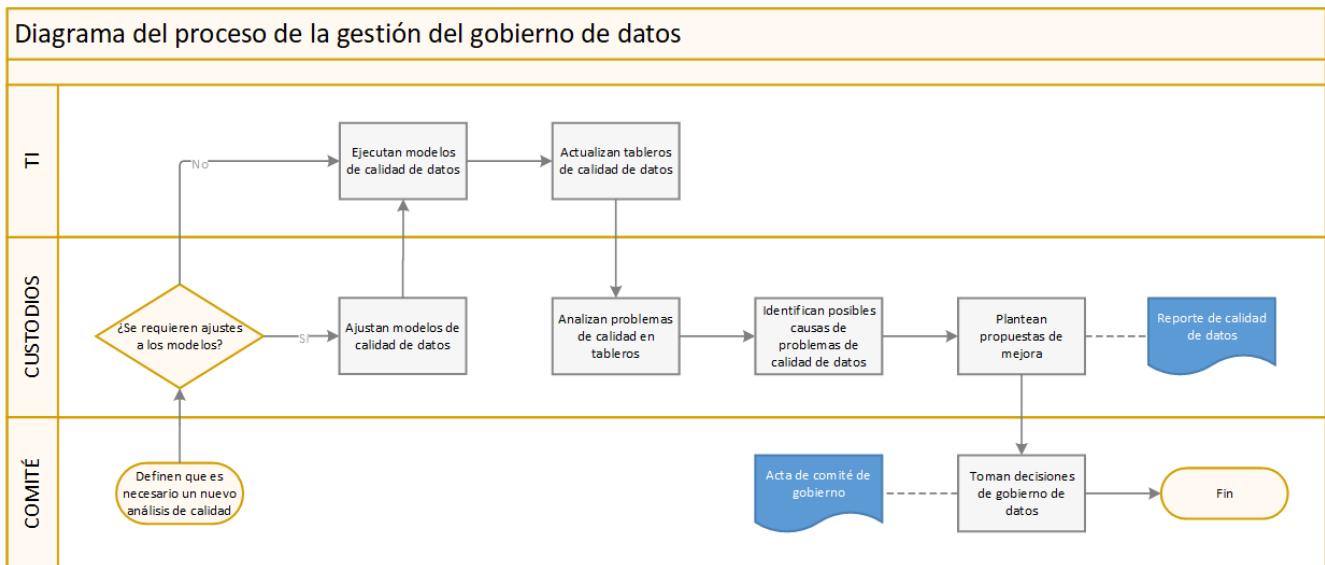 Diagrama del proceso de la gestión del gobierno de datos
TI
Ejecutan modelos
de calidad de datos
Actualizan tableros
de calidad de datos
No
CUSTODIOS
¿Se requieren ajustes
a los modelos?
Si
Ajustan modelos de
calidad de datos
Analizan problemas
de calidad en
tableros
Identifican posibles
causas de
problemas de
calidad de datos
Plantean
propuestas de
mejora
Reporte de calidad
de datos
COMITÉ
Definen que es
necesario un nuevo
análisis de calidad
Acta de comité de
gobierno
Toman decisiones
de gobierno de
datos
Fin